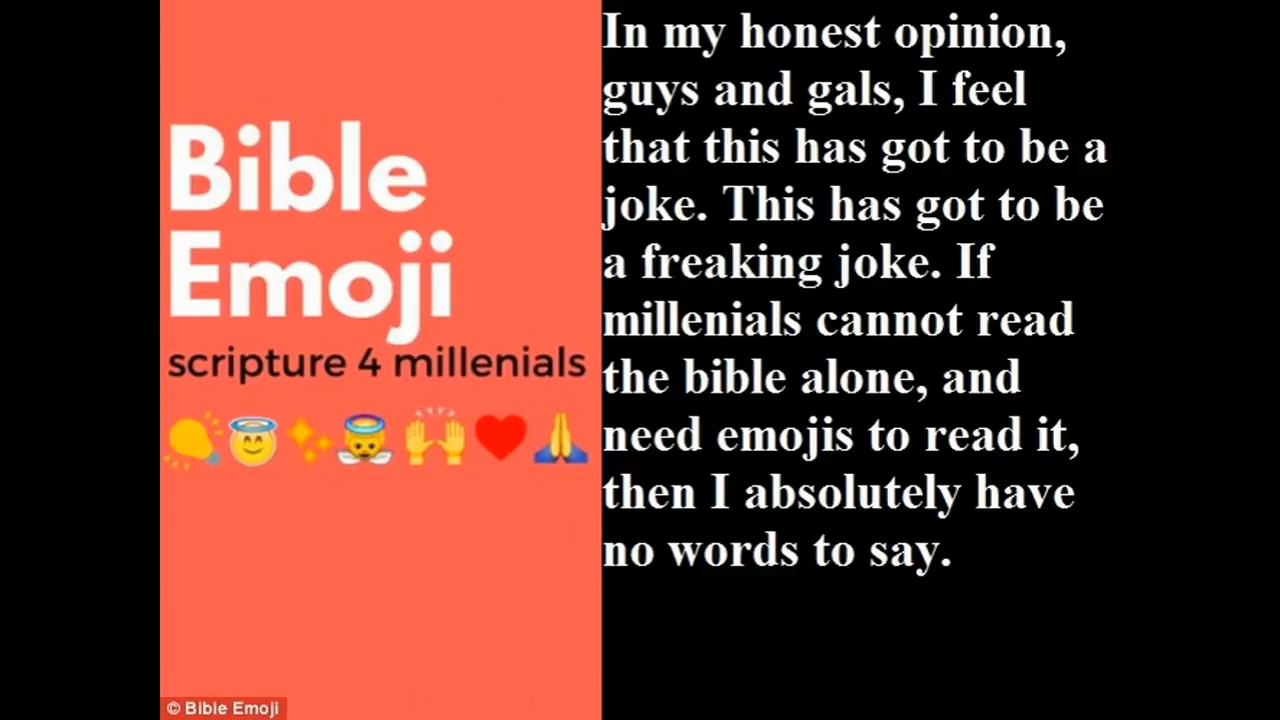 Bible
Emoji
scripture 4 millenials
© Bible Emoji
In my honest opinion,
guys and gals, I feel
that this has got to be a
joke. This has got to be
a freaking joke. If
millenials cannot read
the bible alone, and
need emojis to read it,
then I absolutely have
no words to say.